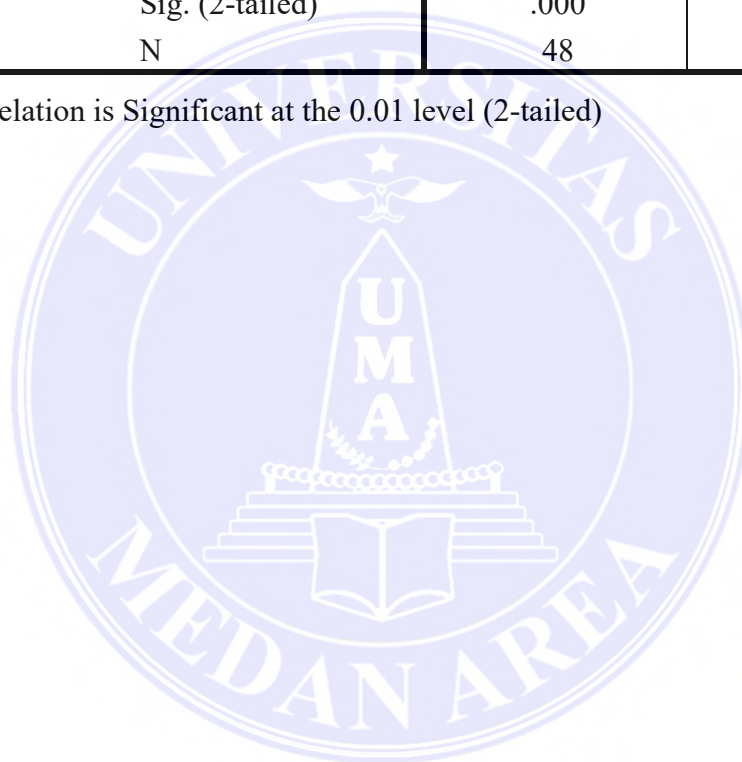 Sig. (2-tailed) .000
N 48
elation is Significant at the 0.01 level (2-tailed)
UNIVERSITAS
U
M
A
MEDAN AREA